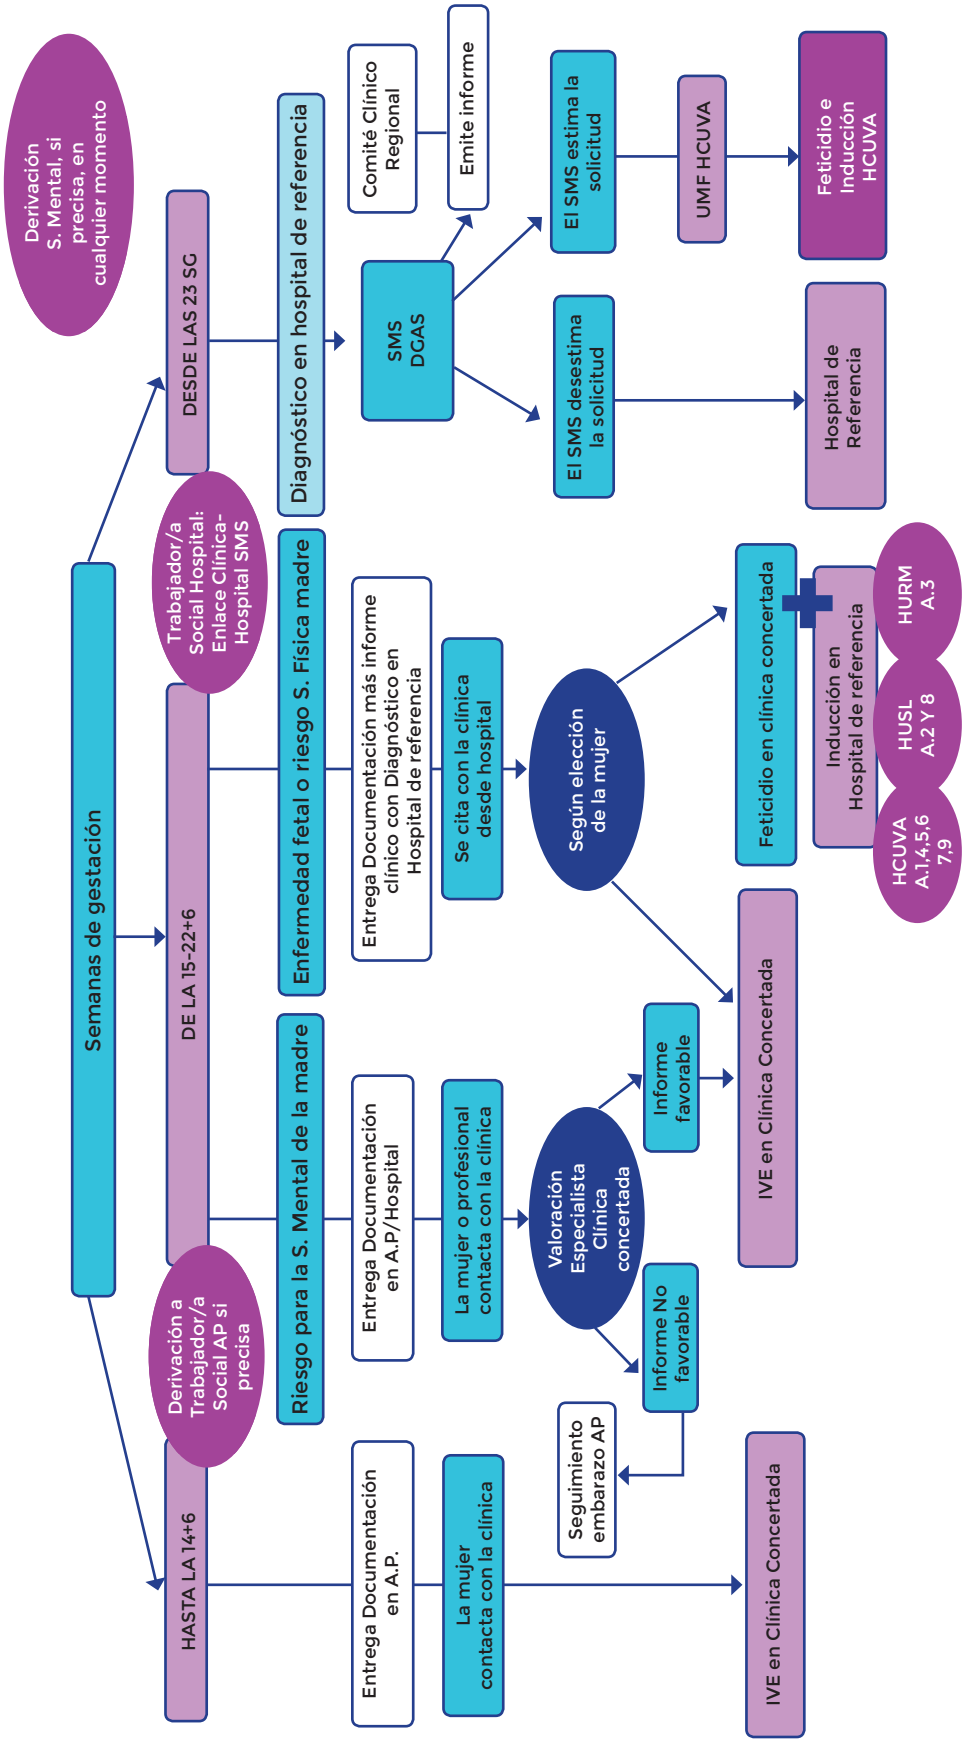 Semanas de gestación
Derivación
S. Mental, si
precisa, en
cualquier momento
HASTA LA 14+6
Derivación a
Trabajador/a
Social AP si
precisa
DE LA 15-22+6
Trabajador/a
Social Hospital:
Enlace Clínica-
Hospital SMS
DESDE LAS 23 SG
Riesgo para la S. Mental de la madre
Enfermedad fetal o riesgo S. Física madre
Diagnóstico en hospital de referencia
Entrega Documentación
en A.P.
Entrega Documentación
en A.P/Hospital
Entrega Documentación más informe
clínico con Diagnóstico en
Hospital de referencia
SMS
DGAS
Comité Clínico
Regional
Emite informe
La mujer
contacta con la clínica
La mujer o profesional
contacta con la clínica
Se cita con la clínica
desde hospital
Valoración
Especialista
Clínica
concertada
Según elección
de la mujer
El SMS desestima
la solicitud
El SMS estima la
solicitud
Seguimiento
embarazo AP
Informe No
favorable
Informe
favorable
UMF HCUVA
IVE en Clínica Concertada
IVE en Clínica Concertada
Feticidio en clínica concertada
Inducción en
Hospital de referencia
HCUVA
A.1,4,5,6
7,9
HUSL
A.2 Y 8
HURM
A.3
Hospital de
Referencia
Feticidio e
Inducción
HCUVA